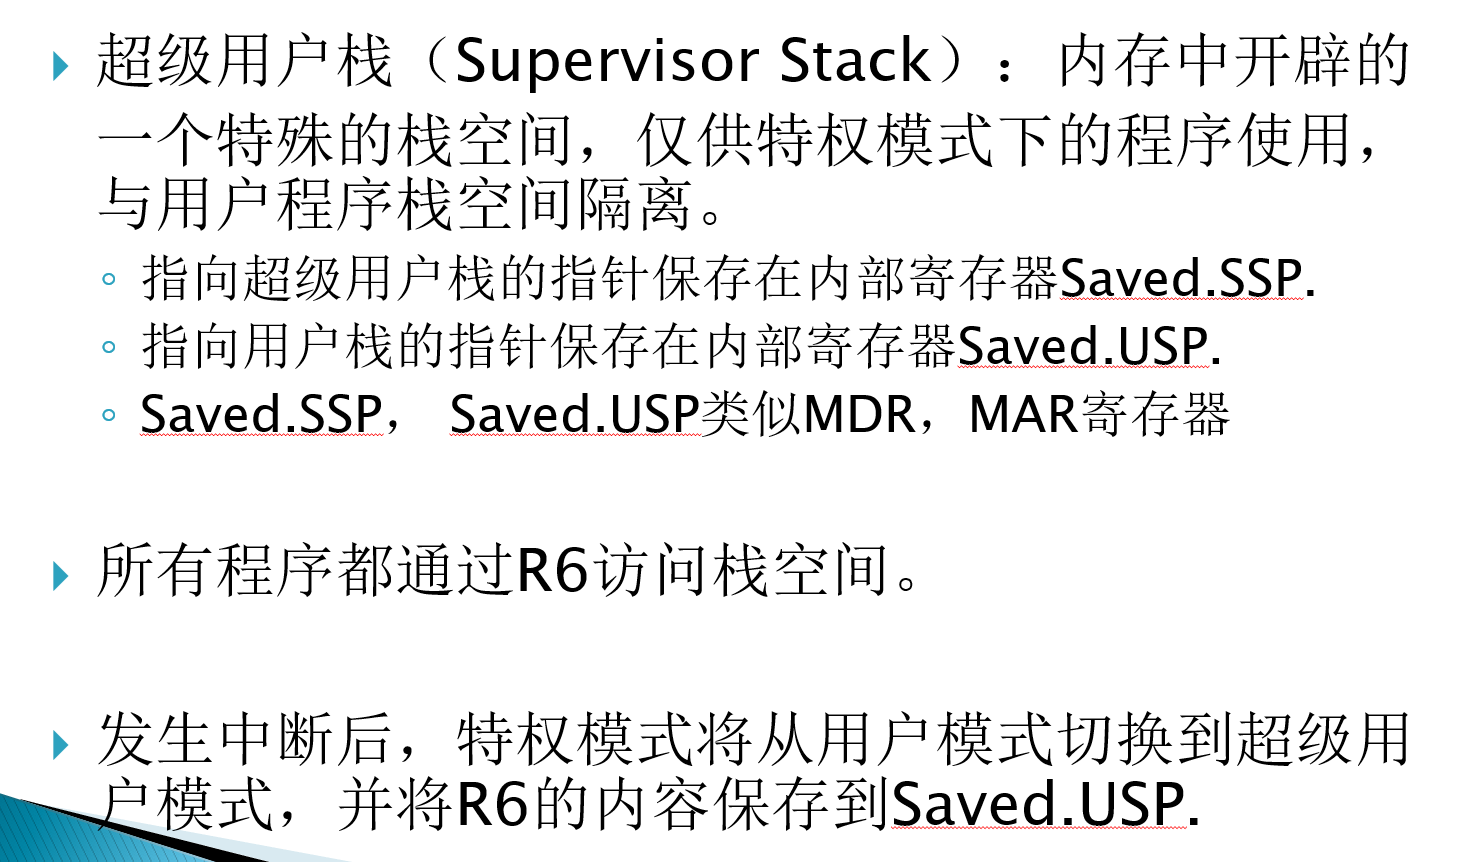 超级用户栈（Supervisor Stack）：内存中开辟的
一个特殊的栈空间，仅供特权模式下的程序使用，
与用户程序栈空间隔离。
指向超级用户栈的指针保存在内部寄存器Saved.SSP.
指向用户栈的指针保存在内部寄存器Saved.USP.
Saved.SSP， Saved.USP类似MDR，MAR寄存器
所有程序都通过R6访问栈空间。
发生中断后，特权模式将从用户模式切换到超级用
户模式，并将R6的内容保存到Saved.USP.